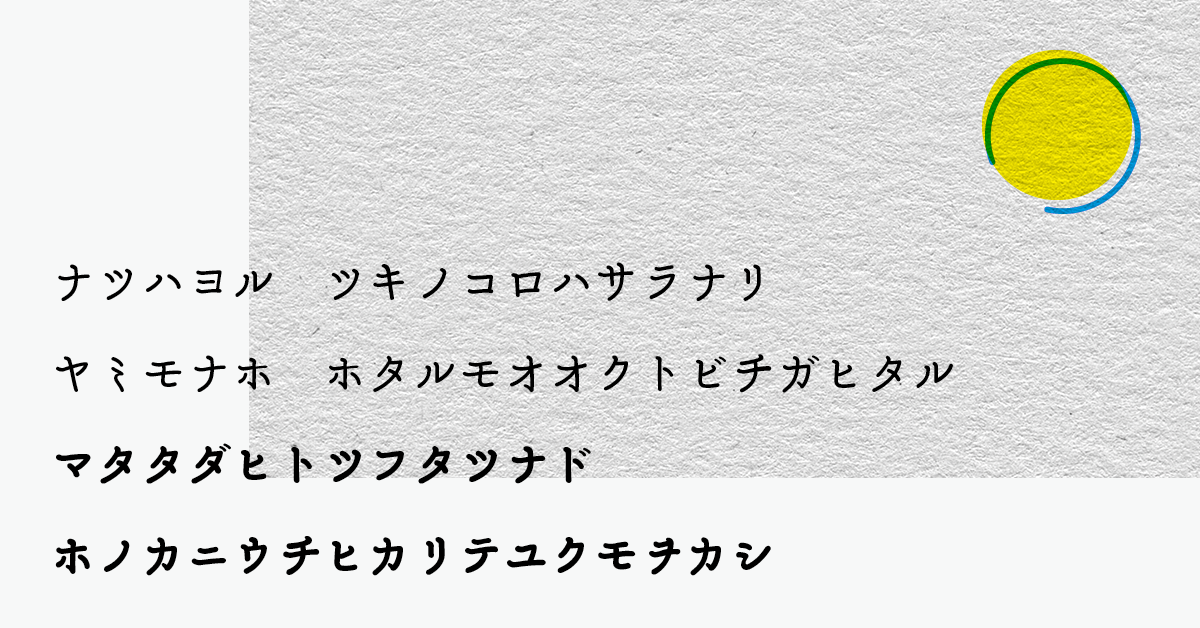 ナツハヨル　ツキノコロハサラナリ
ヤミモナホ　ホタルモオオクトビチガヒタル
マタタダヒトツフタツナド
ホノカニウチヒカリテユクモヲカシ